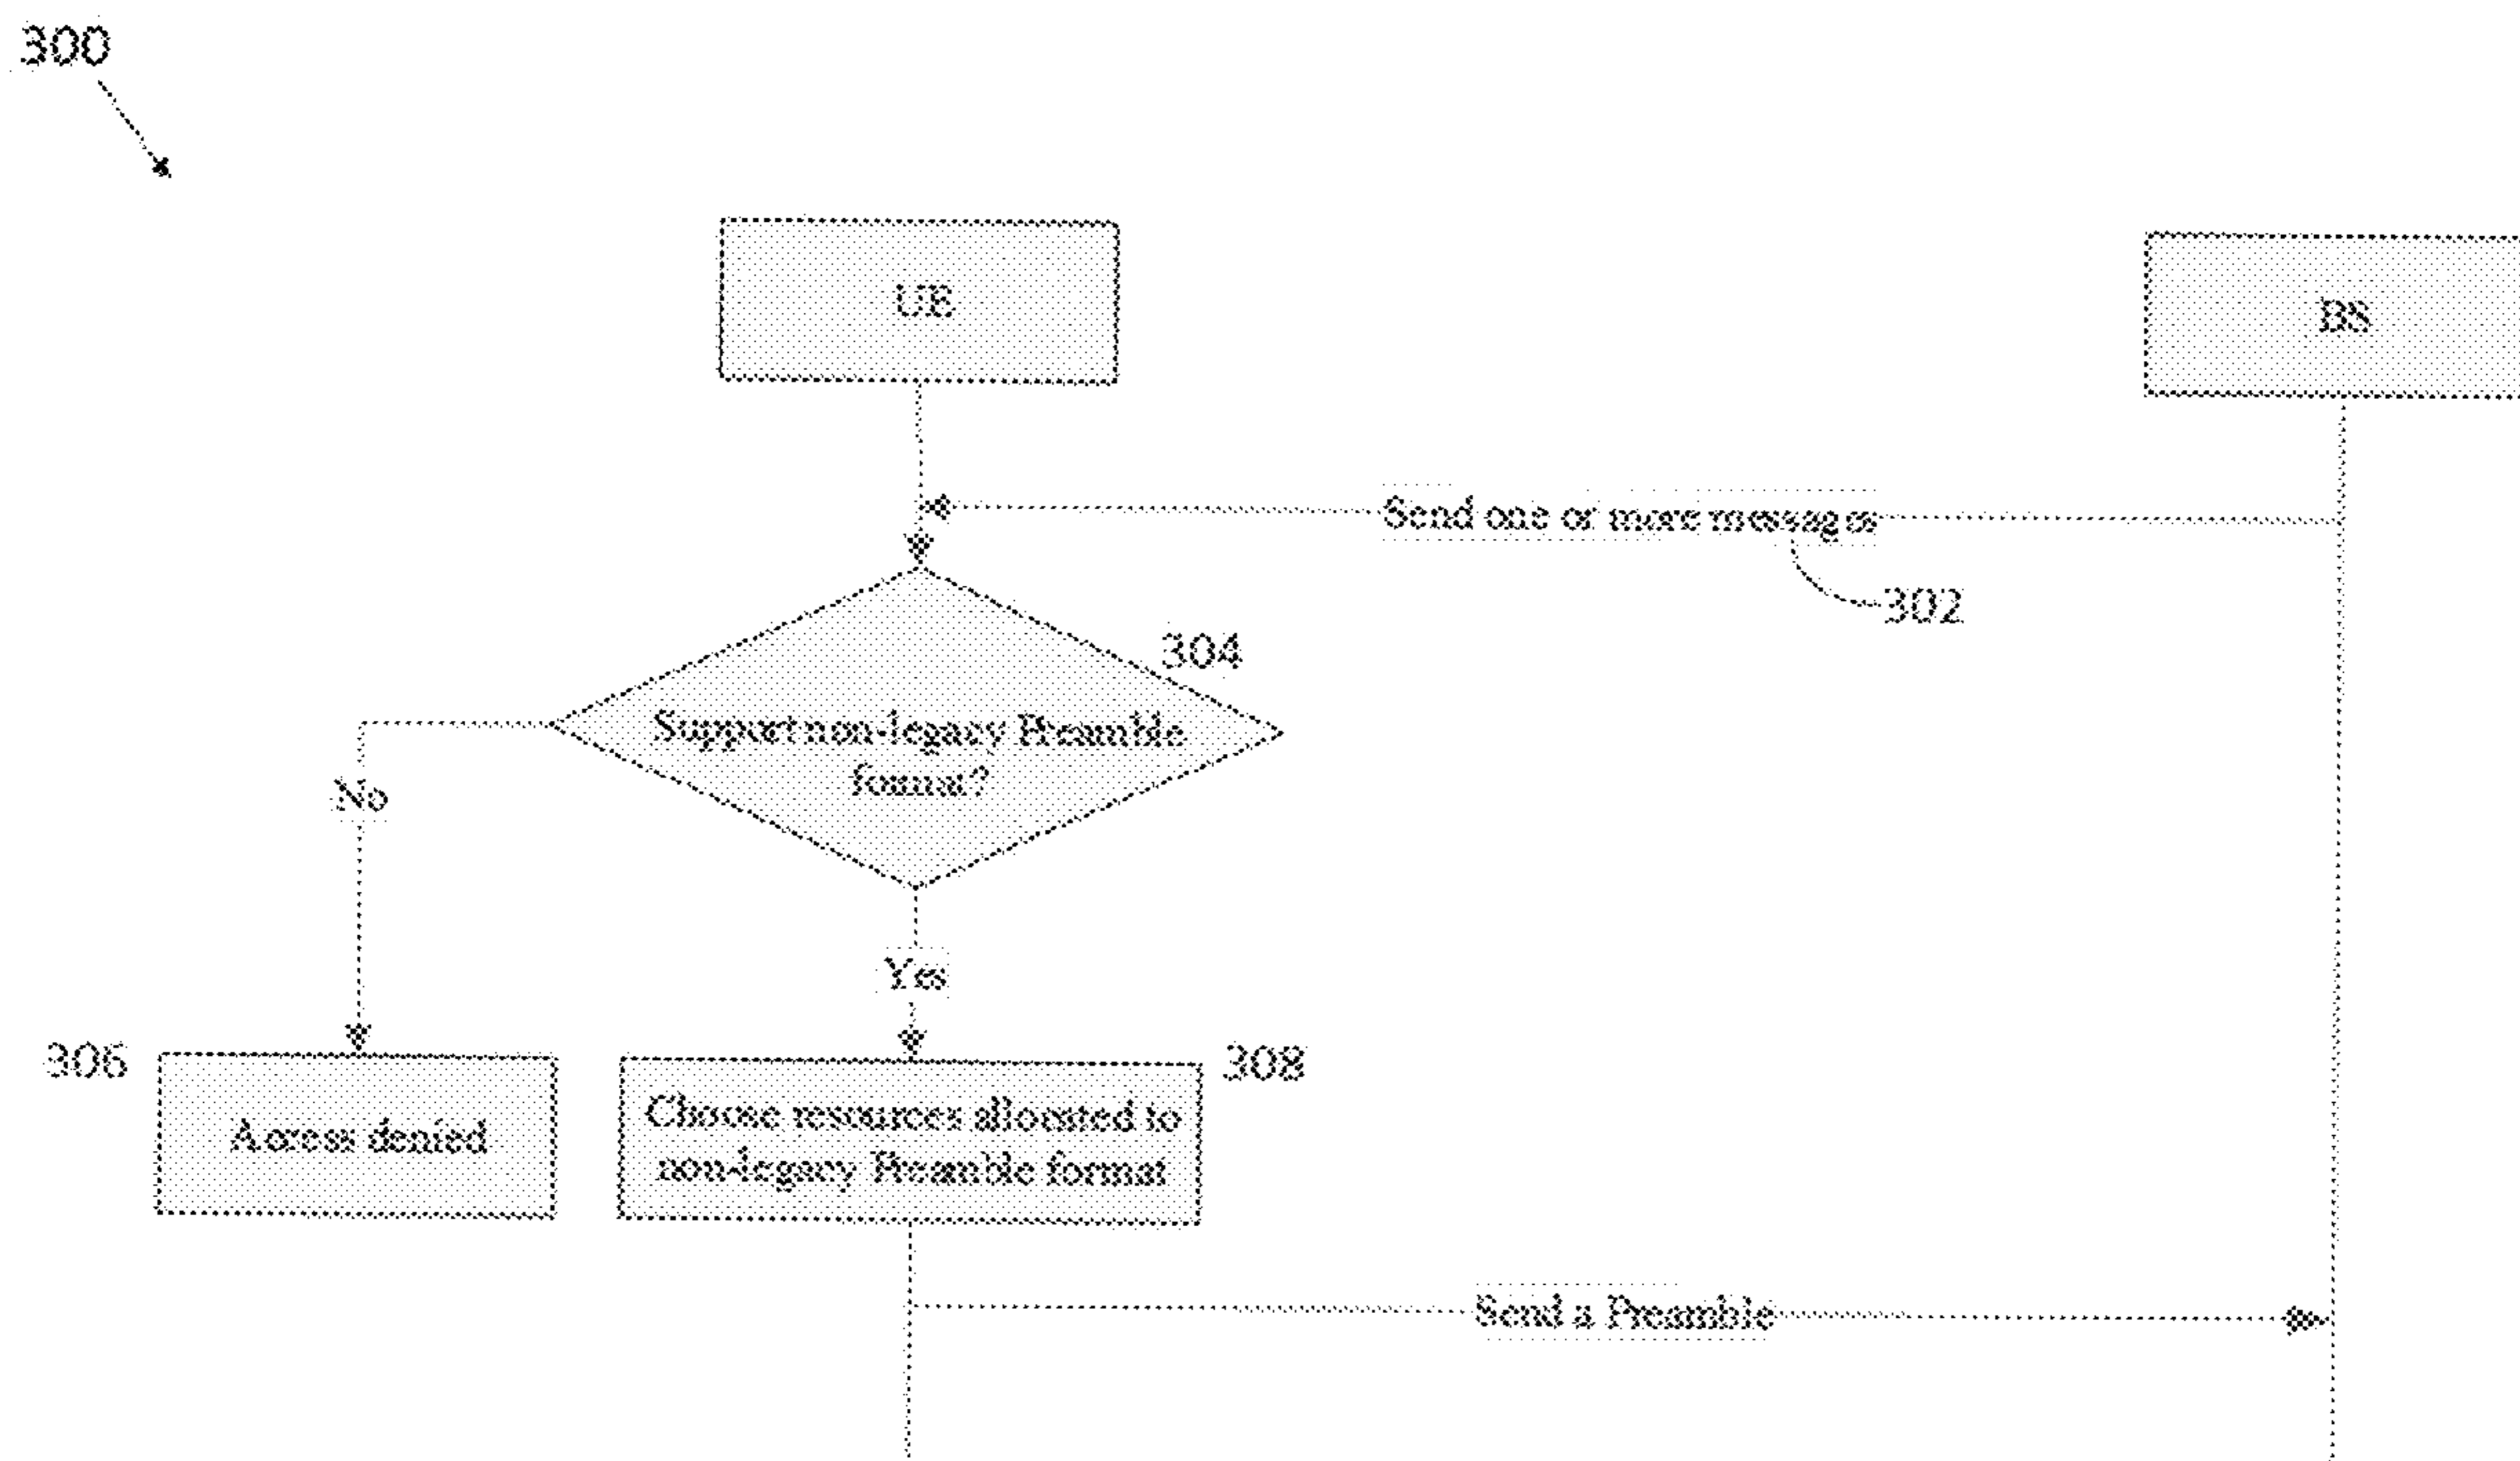 300
UE
BS
Send one or more messages
302
304
Support non-legacy Preamble
format?
No
Yes
306
308
Access denied
Choose resources allocated to
non-legacy Preamble format
Send a Preamble